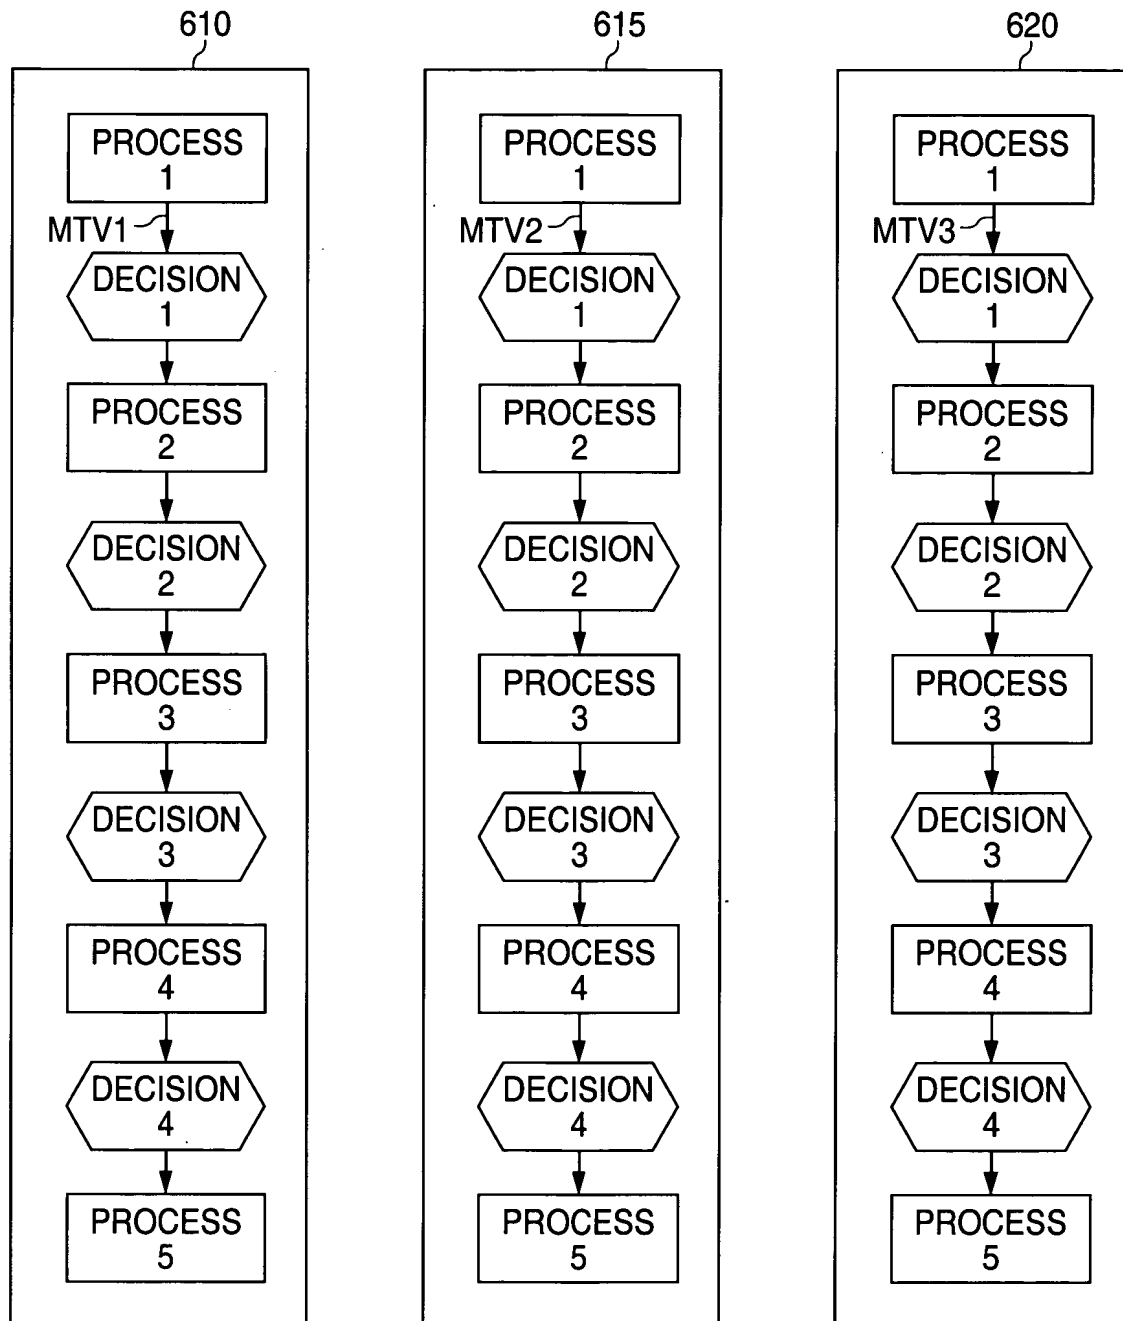 610
PROCESS
1
MTV1
DECISION
1
PROCESS
2
DECISION
2
PROCESS
3
DECISION
3
PROCESS
4
DECISION
4
PROCESS
5
615
PROCESS
1
MTV2
DECISION
1
PROCESS
2
DECISION
2
PROCESS
3
DECISION
3
PROCESS
4
DECISION
4
PROCESS
5
620
PROCESS
1
MTV3
DECISION
1
PROCESS
2
DECISION
2
PROCESS
3
DECISION
3
PROCESS
4
DECISION
4
PROCESS
5